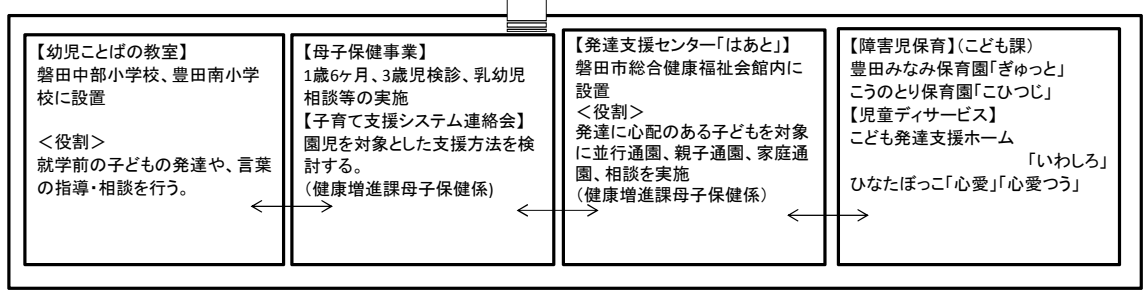 【幼児ことばの教室】
磐田中部小学校、豊田南小学
校に設置
＜役割＞
就学前の子どもの発達や、言葉
の指導・相談を行う。
【母子保健事業】
1歳6ヶ月、3歳児検診、乳幼児
相談等の実施
【子育て支援システム連絡会】
園児を対象とした支援方法を検
討する。
（健康増進課母子保健係)
【発達支援センター「はあと」】
磐田市総合健康福祉会館内に
設置
＜役割＞
発達に心配のある子どもを対象
に並行通園、親子通園、家庭通
園、相談を実施
（健康増進課母子保健係）
【障害児保育】（こども課）
豊田みなみ保育園「ぎゅっと」
こうのとり保育園「こひつじ」
【児童ディサービス】
こども発達支援ホーム
「いわしろ」
ひなたぼっこ「心愛」「心愛つう」